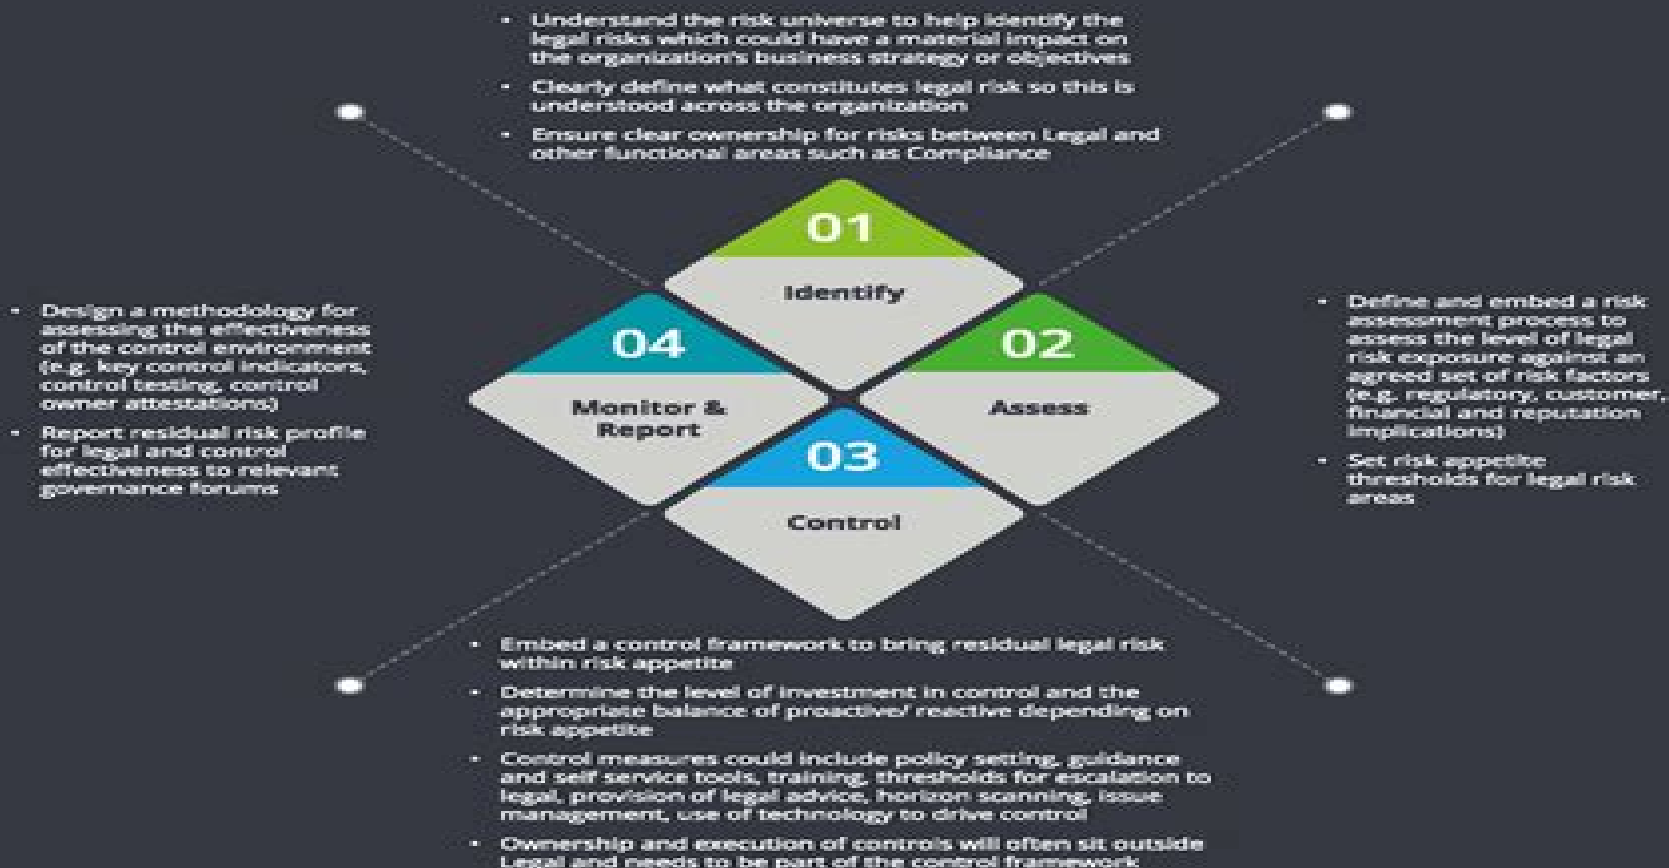 • Understand the risk universe to help identify the
legal risks which could have a material impact on
the organization's business strategy or objectives
• Clearly define what constitutes legal risk so this is
understood across the organization
• Ensure clear ownership for risks between Legal and
other functional areas such as Compliance
01
Identify
02
Assess
• Define and embed a risk
assessment process to
assess the level of legal
risk exposure against an
agreed set of risk factors
(e.g. regulatory, customer,
financial and reputation
implications)
• Set risk appetite
thresholds for legal risk
areas
03
Control
• Embed a control framework to bring residual legal risk
within risk appetite
• Determine the level of investment in control and the
appropriate balance of proactive/ reactive depending on
risk appetite
• Control measures could include policy setting, guidance
and self service tools, training, thresholds for escalation to
legal, provision of legal advice, horizon scanning, issue
management, use of technology to drive control
• Ownership and execution of controls will often sit outside
Legal and needs to be part of the control framework
04
Monitor &
Report
• Design a methodology for
assessing the effectiveness
of the control environment
(e.g. key control indicators,
control testing, control
owner attestations)
• Report residual risk profile
for legal and control
effectiveness to relevant
governance forums